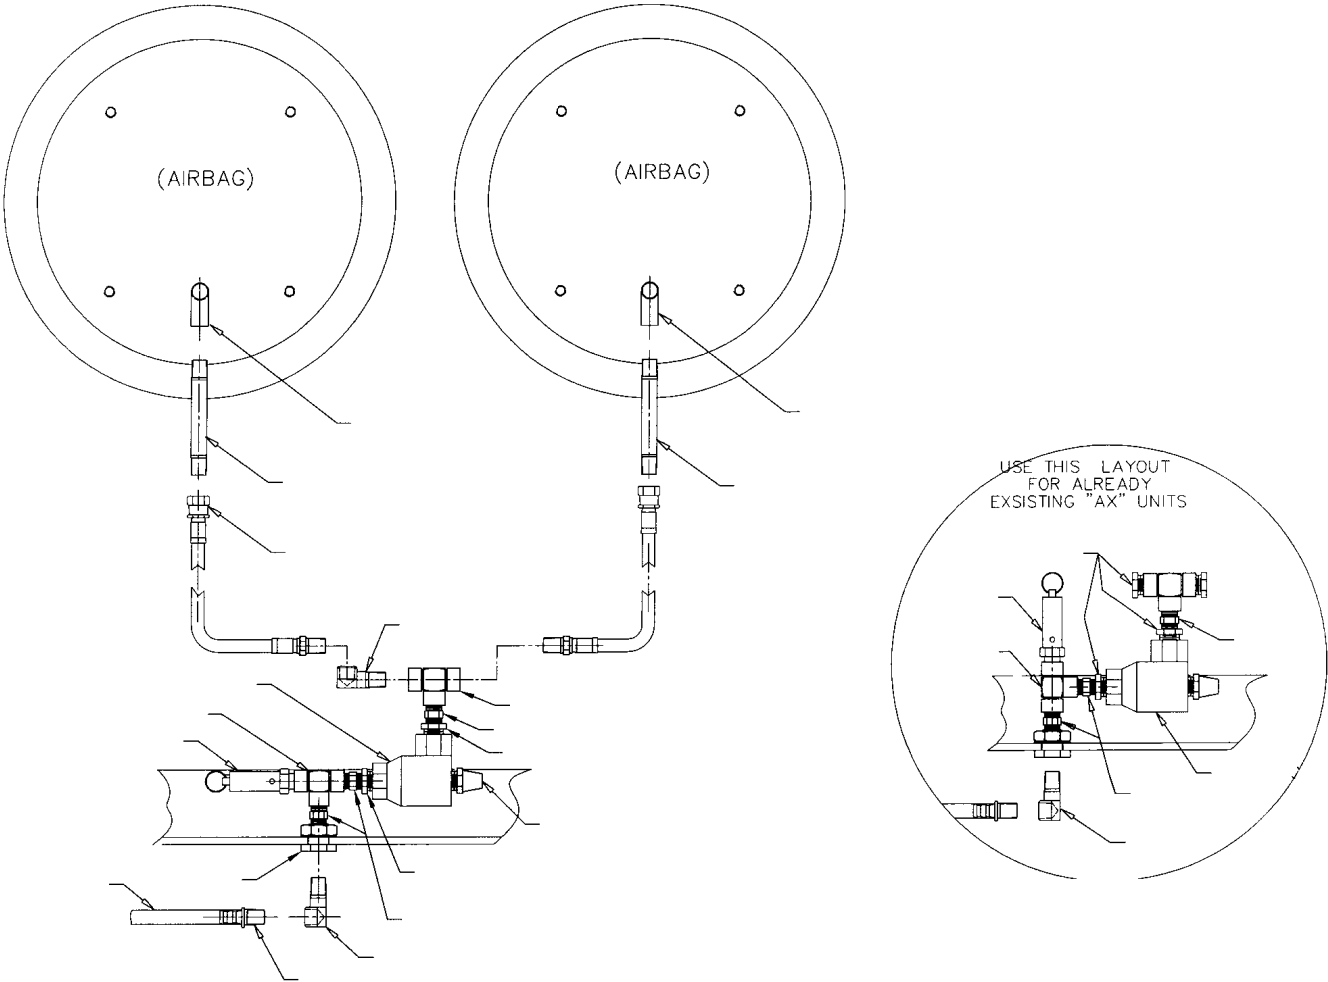 (AIRBAG)
(AIRBAG)
USE THIS LAYOUT
FOR ALREADY
EXSISTING "AX" UNITS